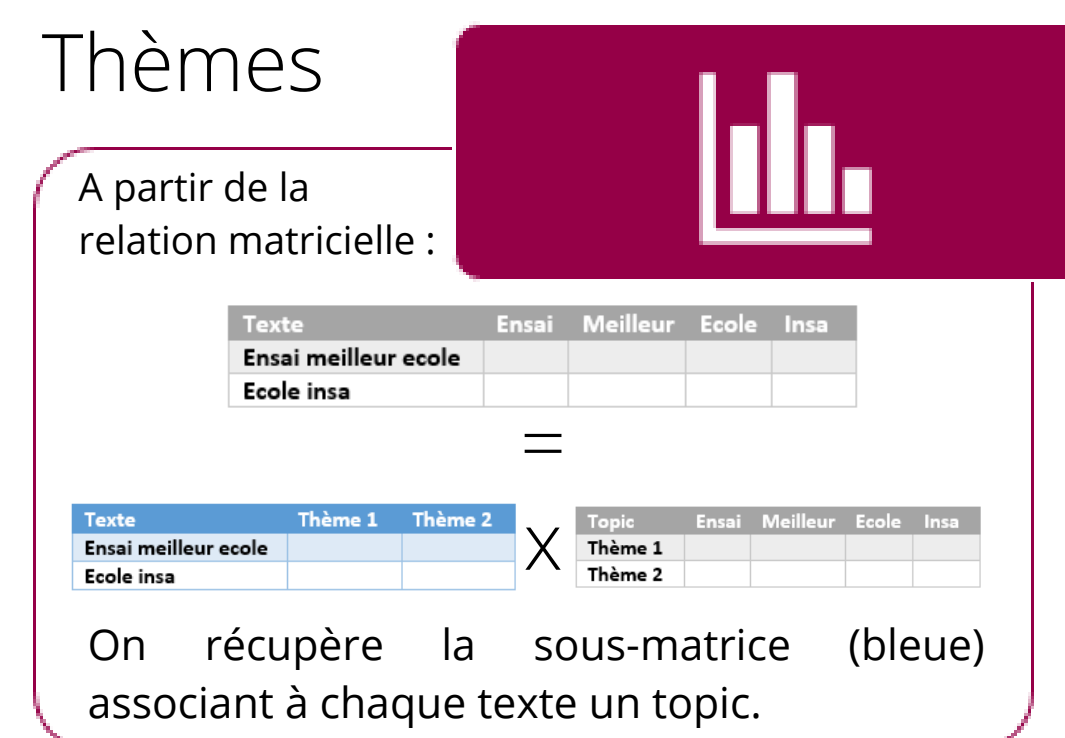 Thèmes
A partir de la
relation matricielle :
Texte Ensai Meilleur Ecole Insa
Ensai meilleur ecole
Ecole insa
=
Texte Thème 1 Thème 2
Ensai meilleur ecole
Ecole insa
X
Topic Ensai Meilleur Ecole Insa
Thème 1
Thème 2
On récupère la sous-matrice (bleue)
associant à chaque texte un topic.